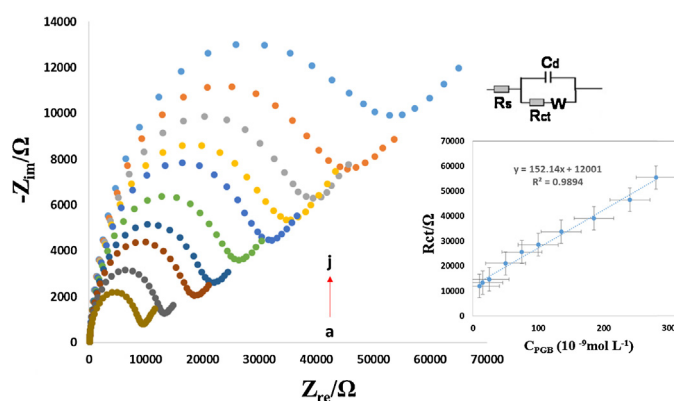 14000
12000
10000
8000
6000
4000
2000
0
-Zim/Ω
0
10000
20000
30000
40000
50000
60000
70000
Zre/Ω
j
a
Cd
Rs
Rct
W
70000
60000
50000
40000
30000
20000
10000
0
Rct/Ω
y = 152.14x + 12001
R² = 0.9894
0
100
200
300
CPGB (10 -9mol L-1)